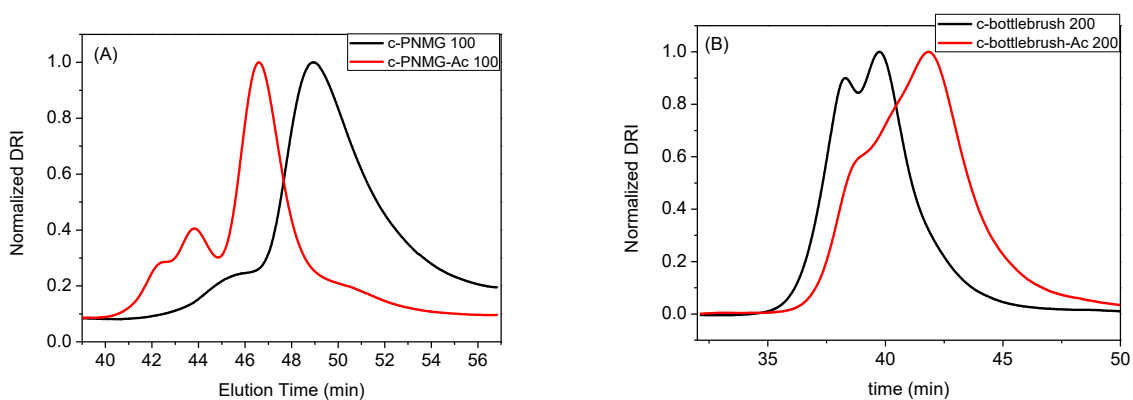 (A)
c-PNMG 100
c-PNMG-Ac 100
Normalized DRI
1.0
0.8
0.6
0.4
0.2
0.0
40 42 44 46 48 50 52 54 56
Elution Time (min)
(B)
c-bottlebrush 200
c-bottlebrush-Ac 200
Normalized DRI
1.0
0.8
0.6
0.4
0.2
0.0
35 40 45 50
time (min)